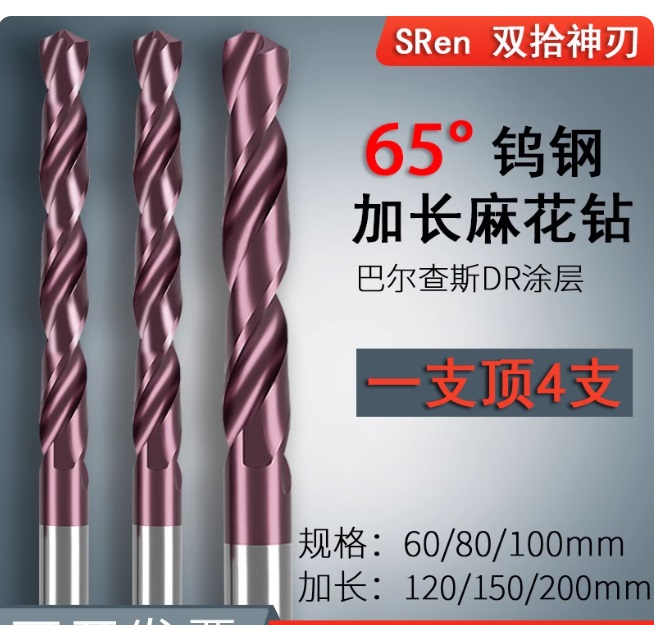 SRen 双拾神刃
65° 钨钢
加长麻花钻
巴尔查斯DR涂层
一支顶4支
规格：60/80/100mm
加长：120/150/200mm